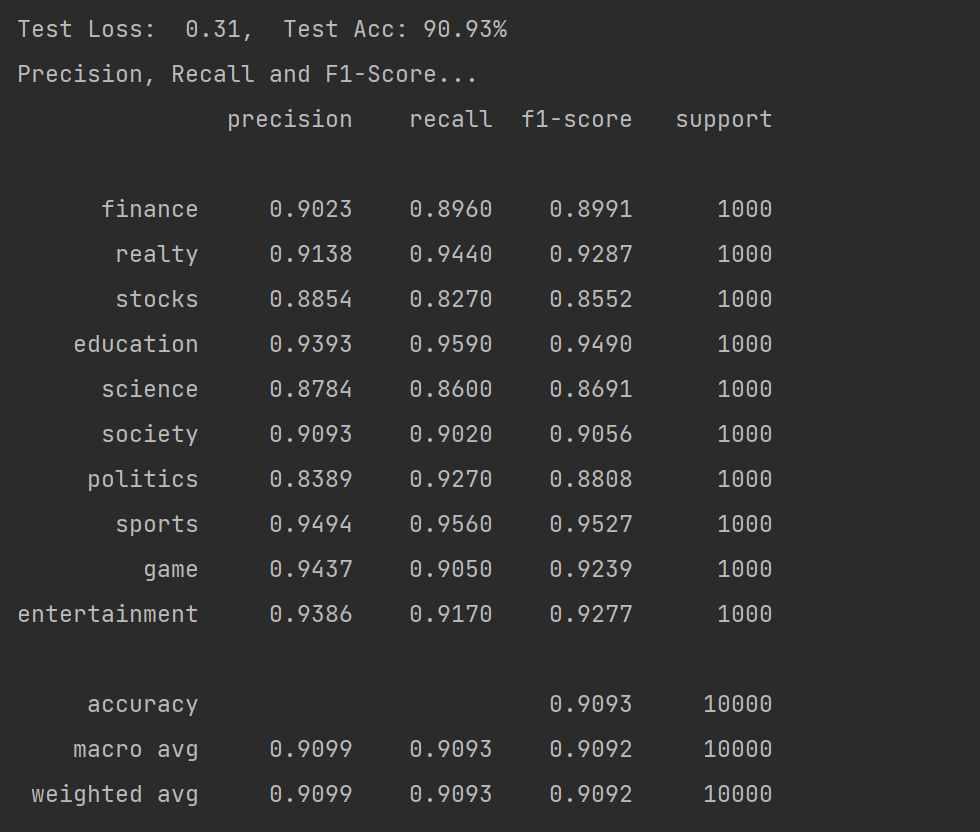 Test Loss:  0.31,  Test Acc: 90.93%
Precision, Recall and F1-Score...
               precision    recall  f1-score   support

      finance     0.9023    0.8960    0.8991      1000
       realty     0.9138    0.9440    0.9287      1000
       stocks     0.8854    0.8270    0.8552      1000
    education     0.9393    0.9590    0.9490      1000
      science     0.8784    0.8600    0.8691      1000
      society     0.9093    0.9020    0.9056      1000
     politics     0.8389    0.9270    0.8808      1000
       sports     0.9494    0.9560    0.9527      1000
         game     0.9437    0.9050    0.9239      1000
entertainment     0.9386    0.9170    0.9277      1000

     accuracy                         0.9093     10000
    macro avg     0.9099    0.9093    0.9092     10000
 weighted avg     0.9099    0.9093    0.9092     10000